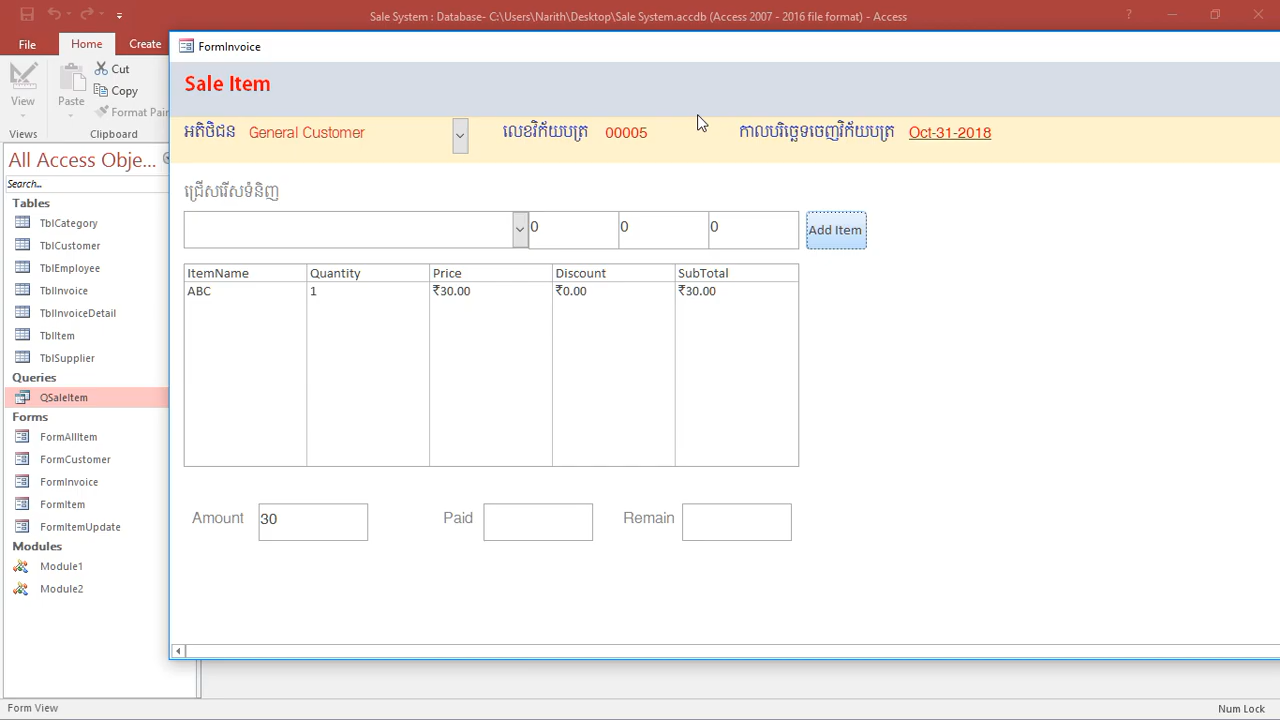 Sale System : Database- C:\Users\Narith\Desktop\Sale System.accdb (Access 2007 - 2016 file format) - Access
File
Home
Create
View
Paste
Cut
Copy
Format Pain
Views
Clipboard
All Access Obje...
Search...
Tables
TblCategory
TblCustomer
TblEmployee
TblInvoice
TblInvoiceDetail
TblItem
TblSupplier
Queries
QSaleItem
Forms
FormAllItem
FormCustomer
FormInvoice
FormItem
FormItemUpdate
Modules
Module1
Module2
FormInvoice
Sale Item
អតិថិជន General Customer លេខវិក័យបត្រ 00005 កាលបរិច្ឆេទចេញវិក័យបត្រ Oct-31-2018
ជ្រើសរើសទំនិញ
0 0 0 Add Item
ItemName Quantity Price Discount SubTotal
ABC 1 ₹30.00 ₹0.00 ₹30.00
Amount 30 Paid Remain
Form View
Num Lock